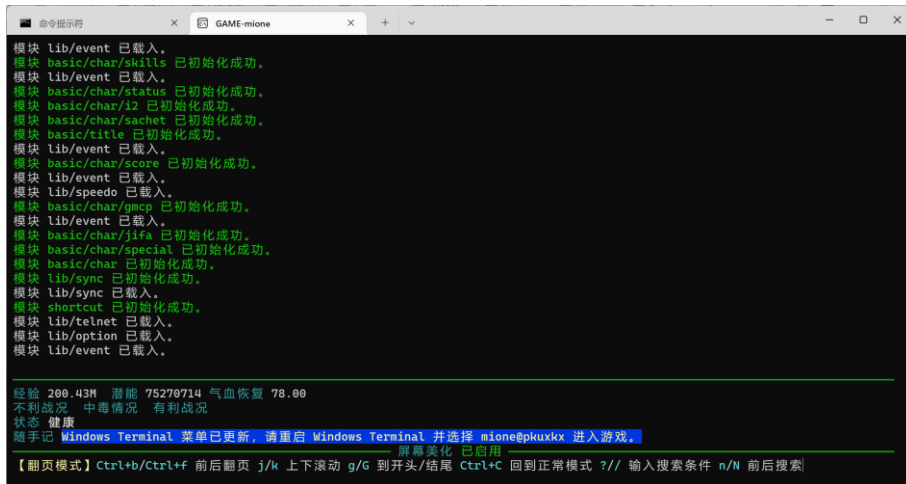 命令提示符
GAME-mione
模块 lib/event 已载入。
模块 basic/char/skills 已初始化成功。
模块 lib/event 已载入。
模块 basic/char/status 已初始化成功。
模块 basic/char/i2 已初始化成功。
模块 basic/char/sachet 已初始化成功。
模块 basic/title 已初始化成功。
模块 lib/event 已载入。
模块 basic/char/score 已初始化成功。
模块 lib/event 已载入。
模块 lib/speedo 已载入。
模块 basic/char/gmcp 已初始化成功。
模块 lib/event 已载入。
模块 basic/char/jifa 已初始化成功。
模块 basic/char/special 已初始化成功。
模块 basic/char 已初始化成功。
模块 lib/sync 已初始化成功。
模块 lib/sync 已载入。
模块 shortcut 已初始化成功。
模块 lib/telnet 已载入。
模块 lib/option 已载入。
模块 lib/event 已载入。
经验 200.43M 潜能 75270714 气血恢复 78.00
不利战况 中毒情况 有利战况
状态 健康
随手记 Windows Terminal 菜单已更新, 请重启 Windows Terminal 并选择 mione@pkuxkx 进入游戏。
屏幕美化 已启用
【翻页模式】Ctrl+b/Ctrl+f 前后翻页 j/k 上下滚动 g/G 到开头/结尾 Ctrl+C 回到正常模式 ?// 输入搜索条件 n/N 前后搜索